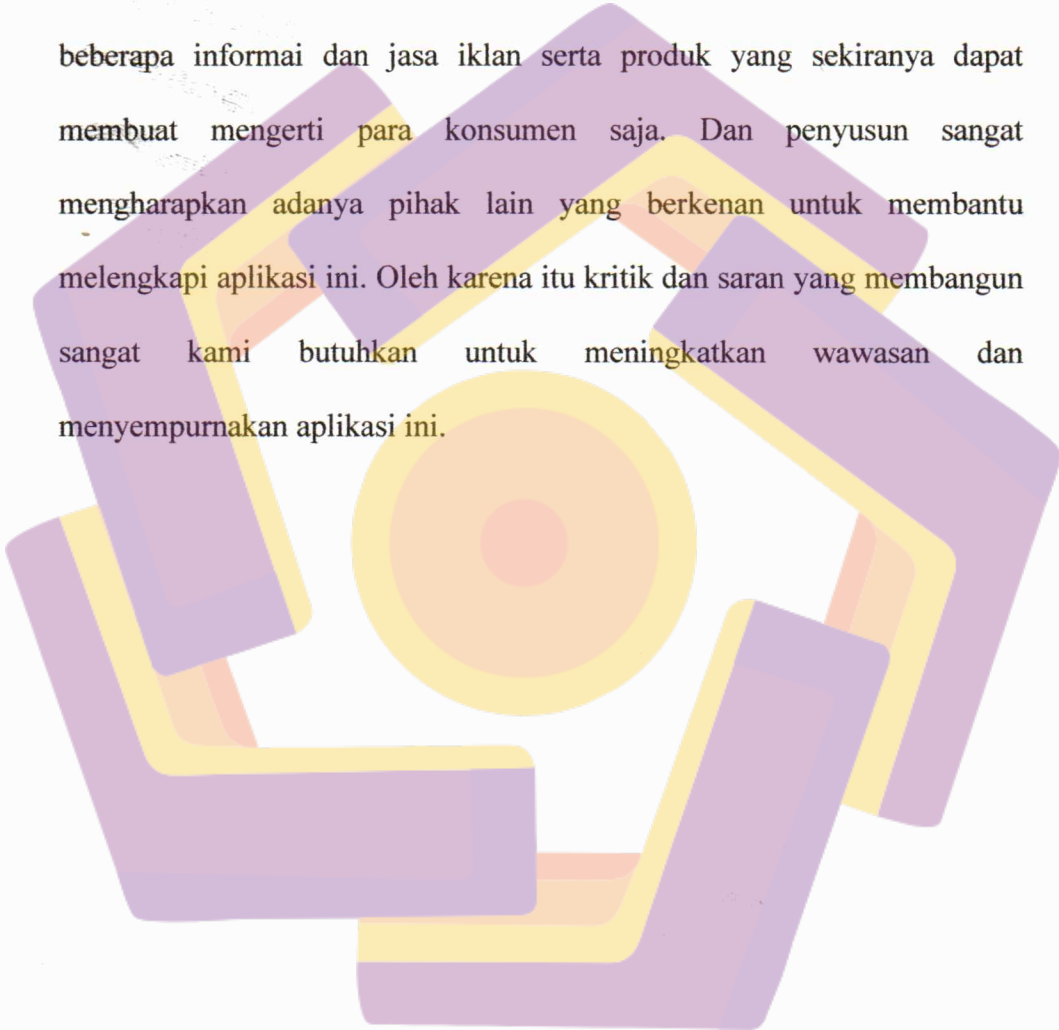 beberapa informai dan jasa iklan serta produk yang sekiranya dapat
membuat mengerti para konsumen saja. Dan penyusun sangat
mengharapkan adanya pihak lain yang berkenan untuk membantu
melengkapi aplikasi ini. Oleh karena itu kritik dan saran yang membangun
sangat kami butuhkan untuk meningkatkan wawasan dan
menyempurnakan aplikasi ini.